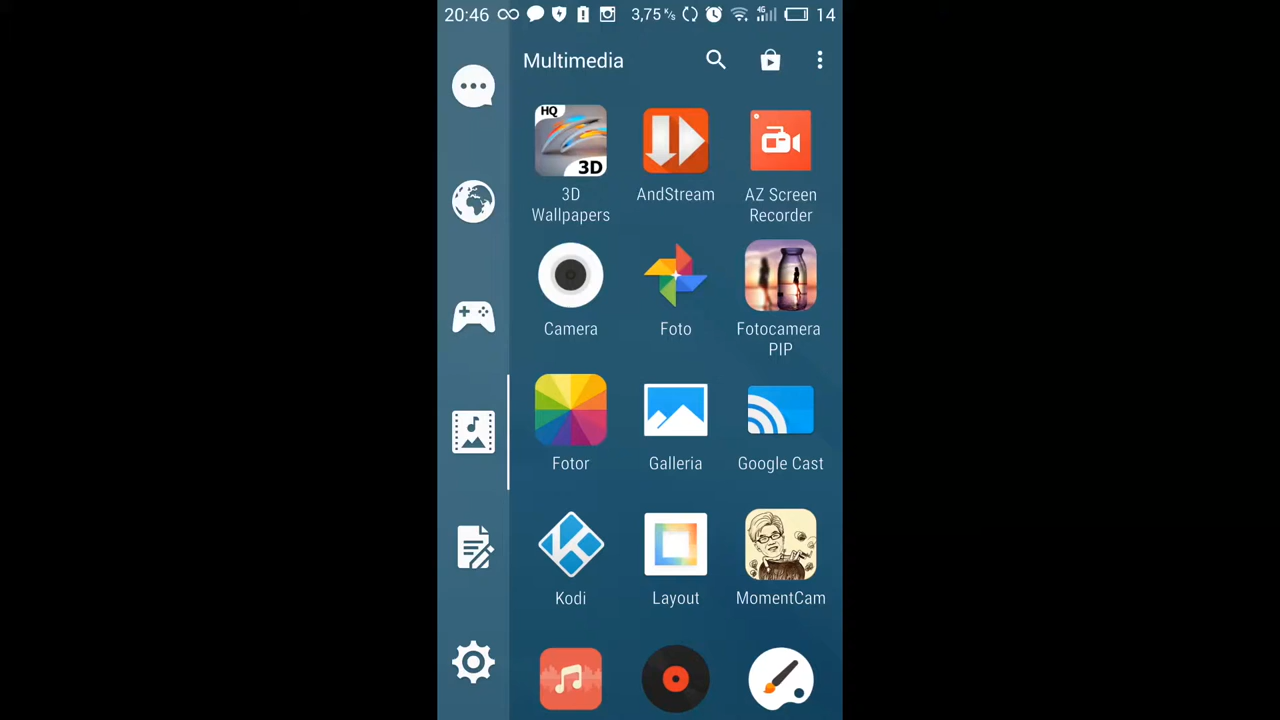 20:46 3,75 K/s 4G 14
Multimedia
HQ
3D
3D
Wallpapers
AndStream
AZ Screen
Recorder
Camera
Foto
Fotocamera
PIP
Fotor
Galleria
Google Cast
Kodi
Layout
MomentCam